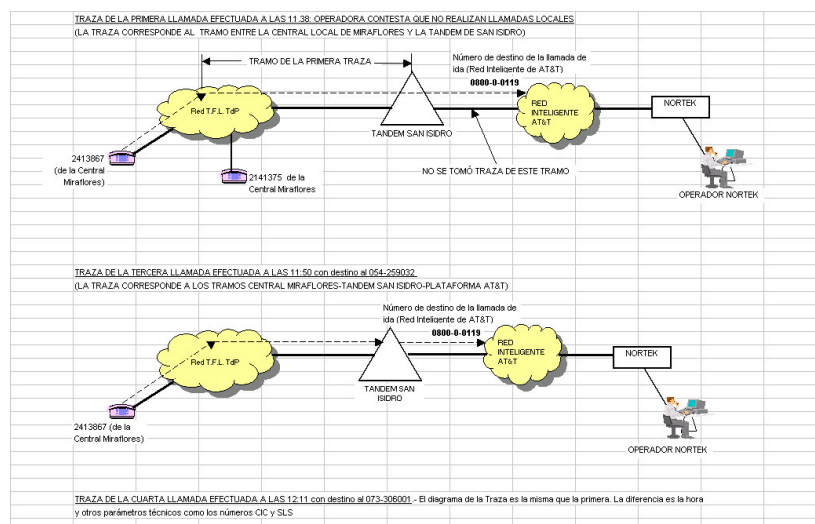 TRAZA DE LA PRIMERA LLAMADA EFECTUADA A LAS 11.38: OPERADORA CONTESTA QUE NO REALIZAN LLAMADAS LOCALES
(LA TRAZA CORRESPONDE AL TRAMO ENTRE LA CENTRAL LOCAL DE MIRAFLORES Y LA TANDEM DE SAN ISIDRO)
TRAMO DE LA PRIMERA TRAZA
Número de destino de la llamada de
ida (Red Inteligente de AT&T)
0800-0-0119
Red T.F.L. TdP
RED
INTELIGENTE
AT&T
NORTEK
TANDEM SAN ISIDRO
2413867
(de la Central
Miraflores)
2141375 de la
Central Miraflores
NO SE TOMÓ TRAZA DE ESTE TRAMO
OPERADOR NORTEK
TRAZA DE LA TERCERA LLAMADA EFECTUADA A LAS 11:50 con destino al 054-259032
(LA TRAZA CORRESPONDE A LOS TRAMOS CENTRAL MIRAFLORES-TANDEM SAN ISIDRO-PLATAFORMA AT&T)
Número de destino de la llamada de
ida (Red Inteligente de AT&T)
0800-0-0119
Red T.F.L. TdP
RED
INTELIGENTE
AT&T
NORTEK
TANDEM SAN
ISIDRO
2413867 (de la
Central Miraflores)
OPERADOR NORTEK
TRAZA DE LA CUARTA LLAMADA EFECTUADA A LAS 12:11 con destino al 073-306001.- El diagrama de la Traza es la misma que la primera. La diferencia es la hora
y otros parámetros técnicos como los números CIC y SLS